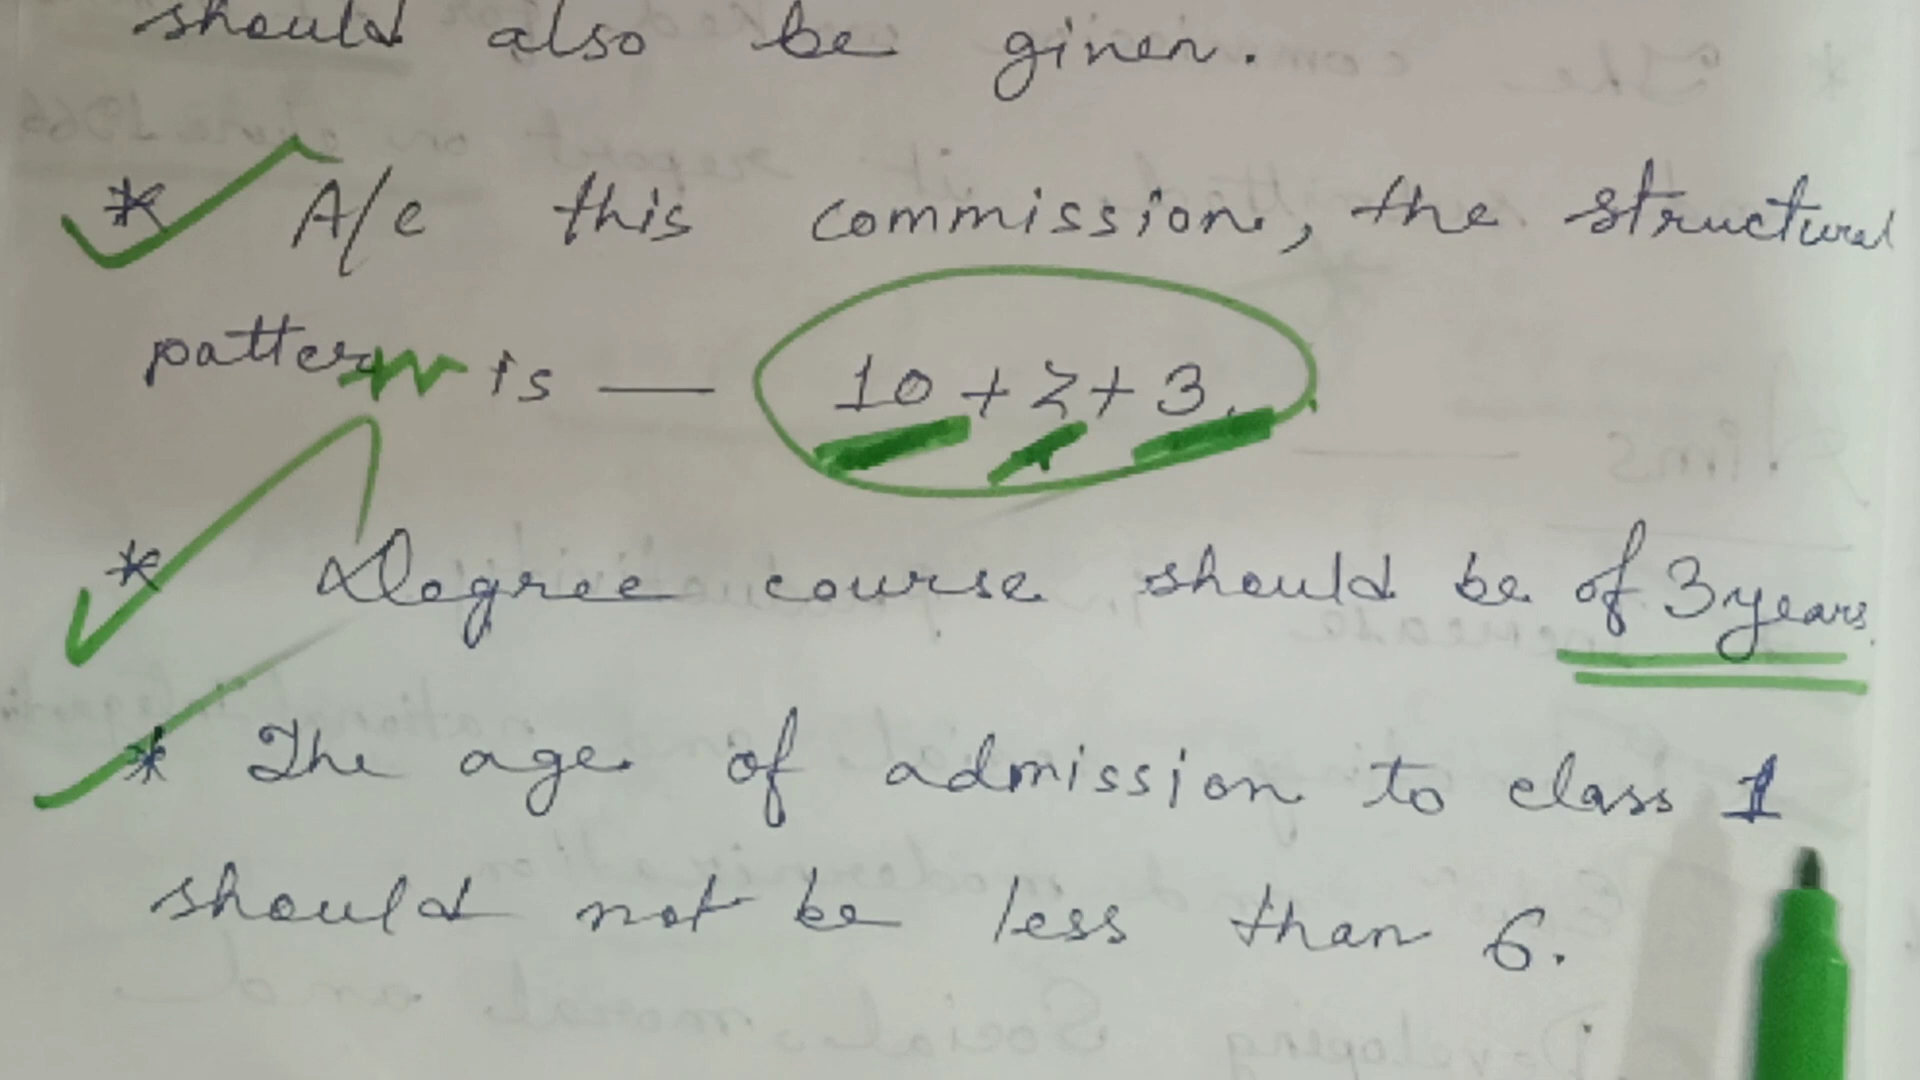 should also be given.
* A/c this commission, the structural
pattern is — 10 + 2 + 3.
* Degree course should be of 3 years.
* The age of admission to class 1
should not be less than 6.